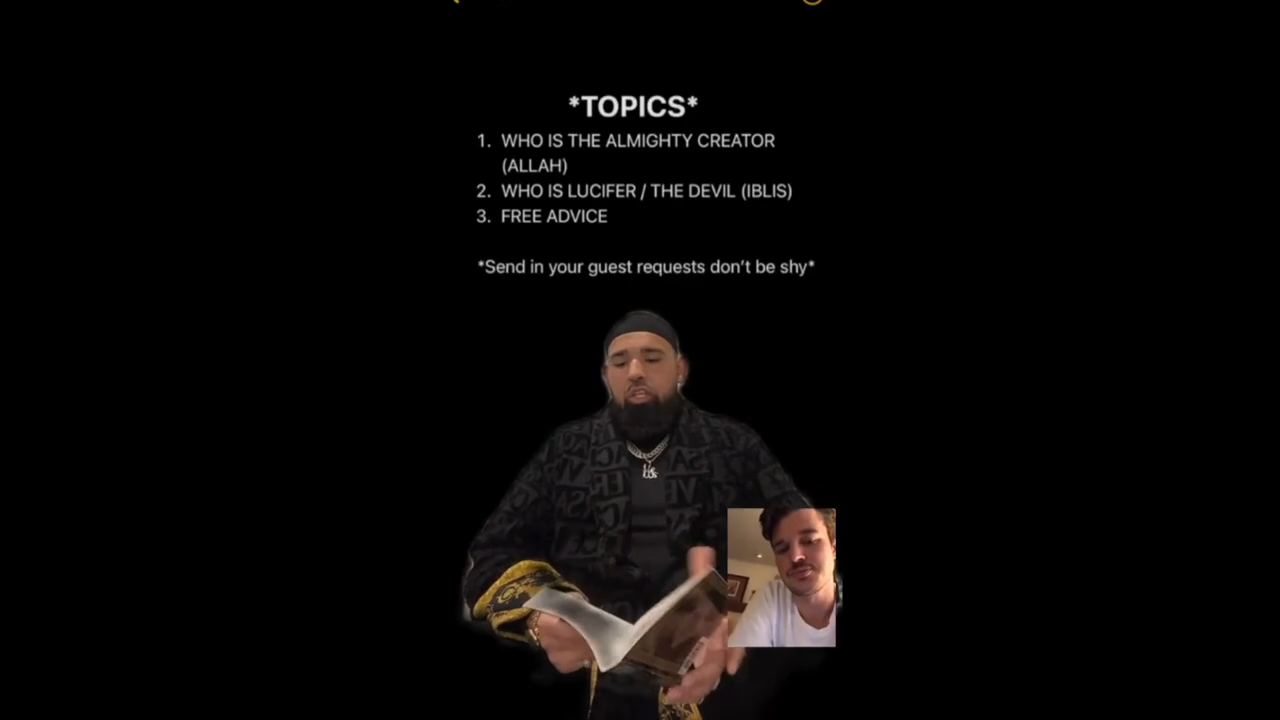 *TOPICS*
1. WHO IS THE ALMIGHTY CREATOR
(ALLAH)
2. WHO IS LUCIFER / THE DEVIL (IBLIS)
3. FREE ADVICE
*Send in your guest requests don't be shy*